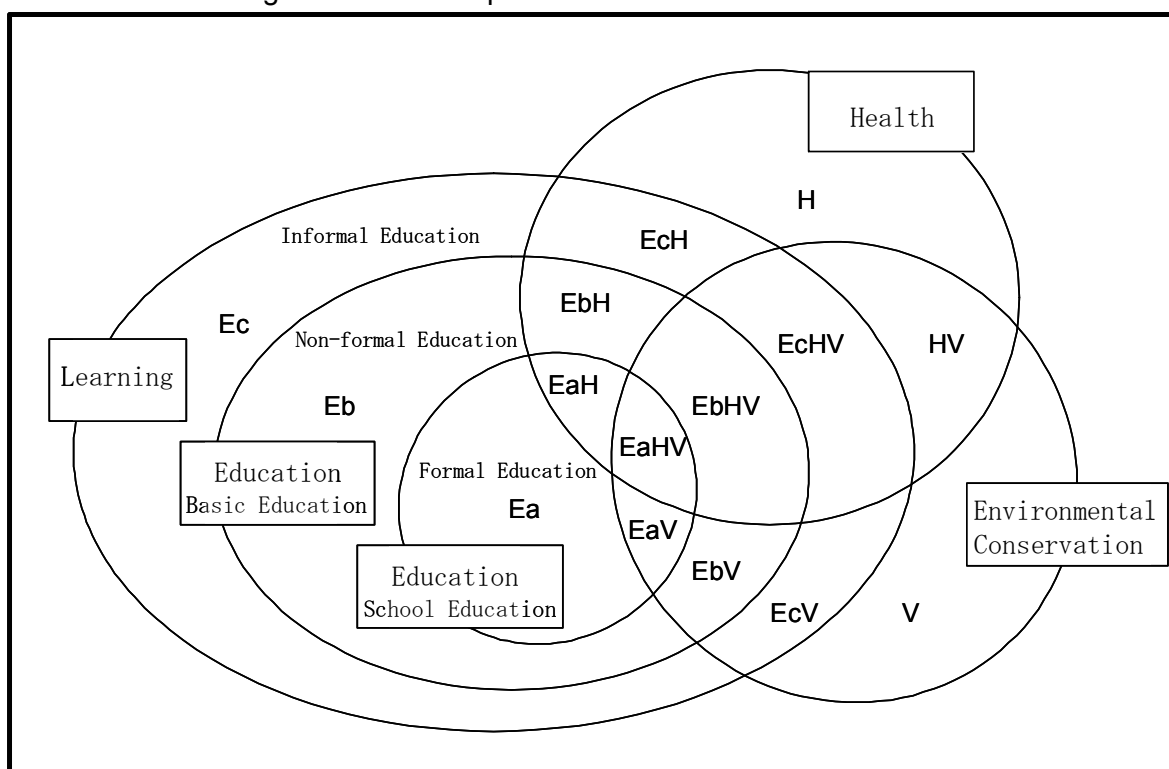 Health
H
Informal Education
EcH
EbH
Ec
Non-formal Education
EcHV
HV
Learning
EaH
Eb
EbHV
EaHV
Formal Education
Education
Basic Education
Ea
Environmental
Conservation
EaV
Education
School Education
EbV
EcV
V